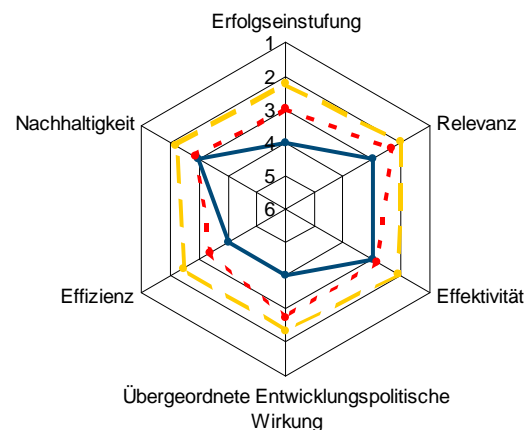 Erfolgseinstufung
1
2
Nachhaltigkeit
3
Relevanz
4
5
6
Effizienz
Effektivität
Übergeordnete Entwicklungspolitische
Wirkung